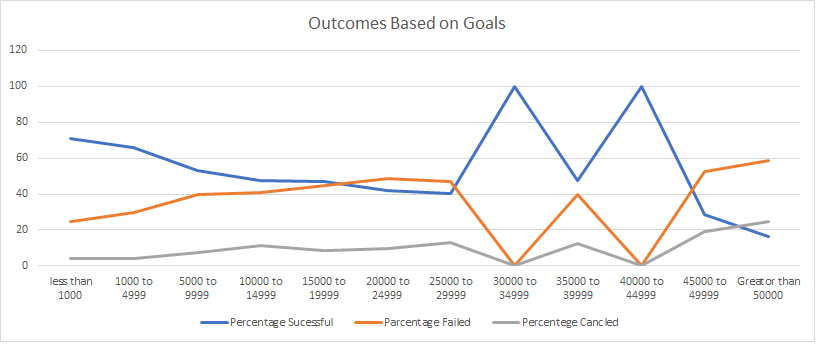 Outcomes Based on Goals
120
100
80
60
40
20
0
less than 1000 to 5000 to 10000 to 15000 to 20000 to 25000 to 30000 to 35000 to 40000 to 45000 to Greator than
1000 4999 9999 14999 19999 24999 29999 34999 39999 44999 49999 50000
Percentage Sucessful Parcentage Failed Percentege Cancled